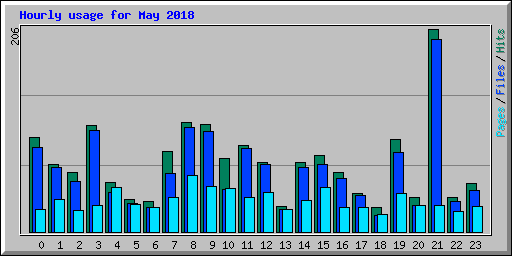 Hourly usage for May 2018
206
Pages / Files / Hits
0 1 2 3 4 5 6 7 8 9 10 11 12 13 14 15 16 17 18 19 20 21 22 23